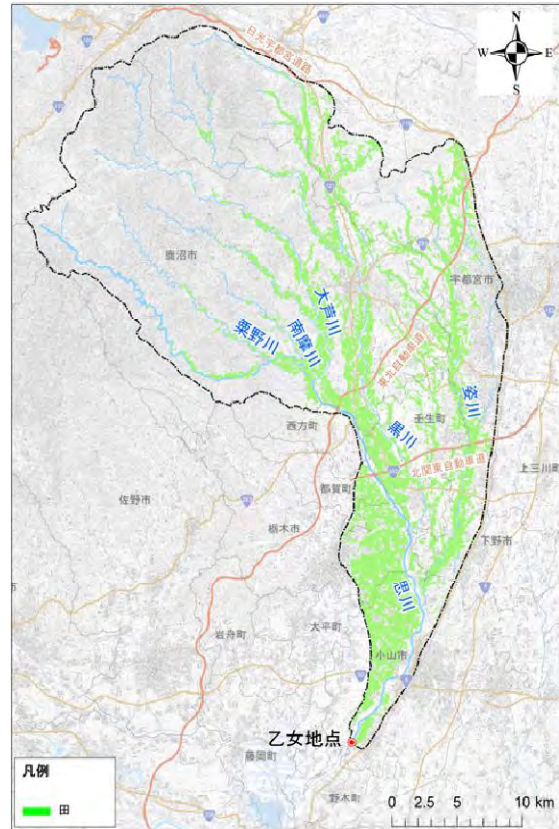 N
W E
S
日光宇都宮道路
鹿沼市
宇都宮市
大芦川
南摩川
粟野川
東北自動車道
姿川
黒川
壬生町
西方町
北関東自動車道
上三川町
都賀町
佐野市
栃木市
下野市
思川
大平町
岩舟町
小山市
乙女地点
藤岡町
野木町
凡例
田
0 2.5 5 10 km